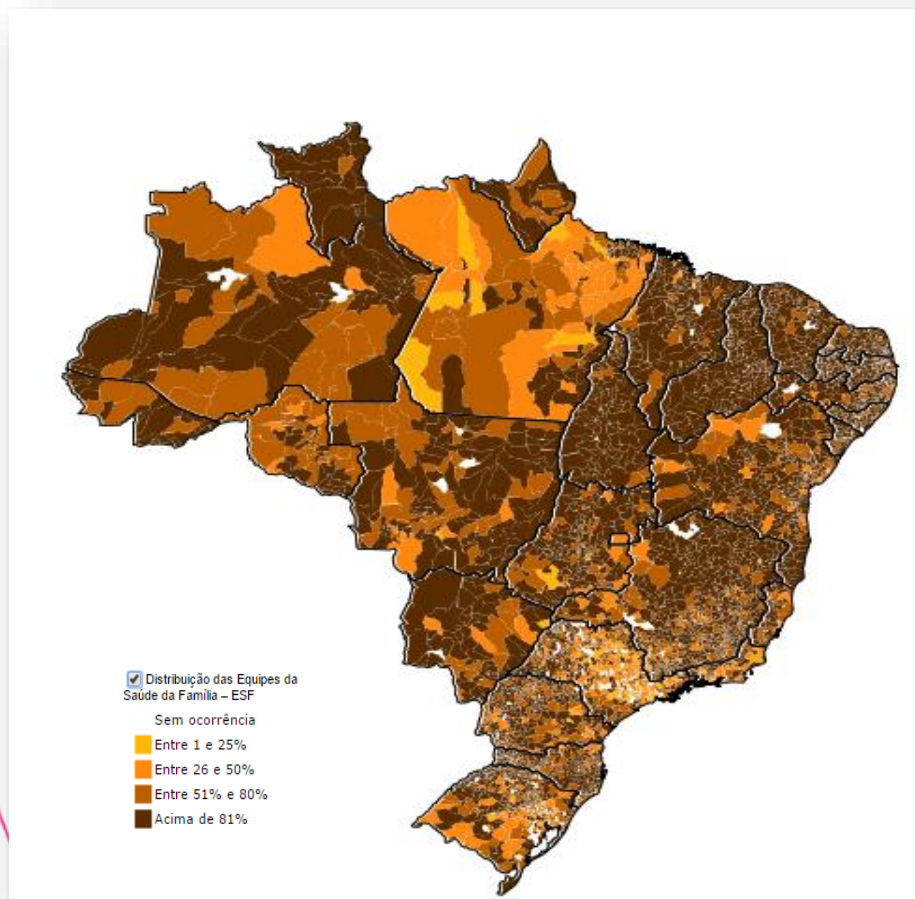 Distribuição das Equipes da
Saúde da Família – ESF
Sem ocorrência
Entre 1 e 25%
Entre 26 e 50%
Entre 51% e 80%
Acima de 81%